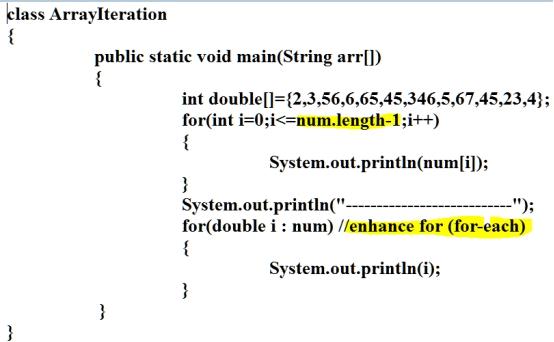 class ArrayIteration
{
public static void main(String arr[])
{
int double[]={2,3,56,6,65,45,346,5,67,45,23,4};
for(int i=0;i<=num.length-1;i++)
{
System.out.println(num[i]);
}
System.out.println("---------------------------");
for(double i : num) //enhance for (for-each)
{
System.out.println(i);
}
}
}